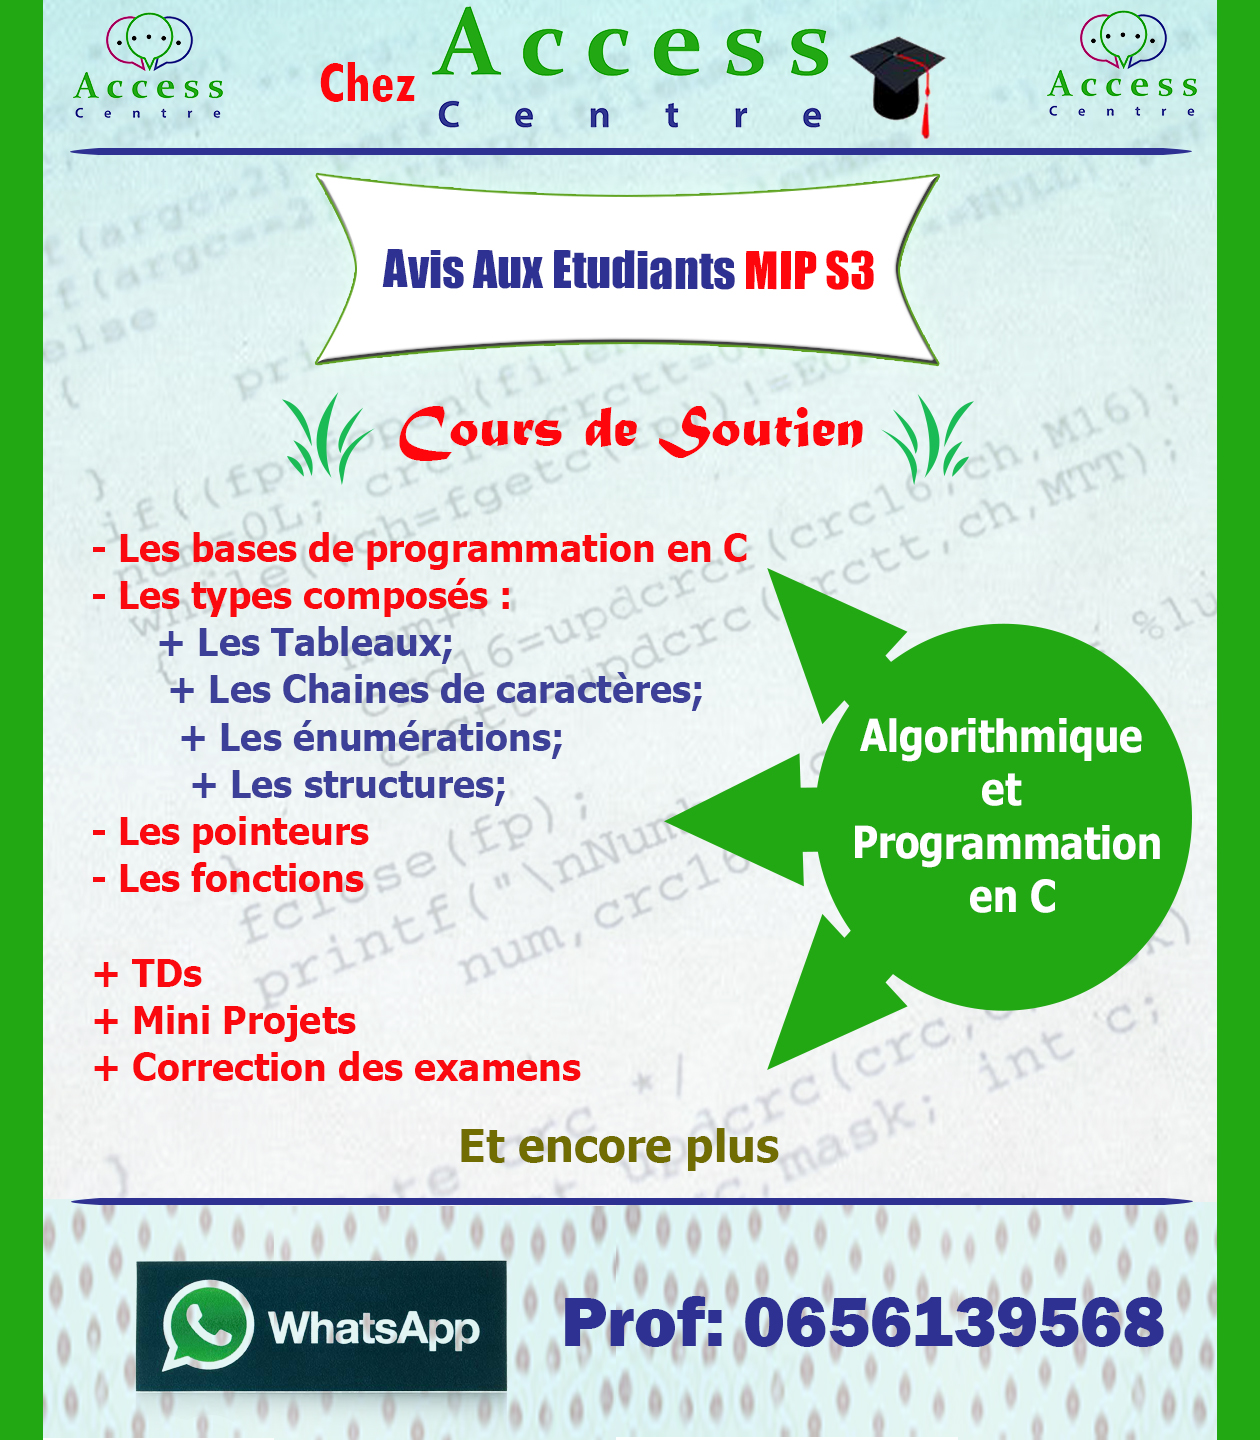 Access
Centre
Chez Access
Centre
Access
Centre
Avis Aux Etudiants MIP S3
Cours de Soutien
- Les bases de programmation en C
- Les types composés :
+ Les Tableaux;
+ Les Chaines de caractères;
+ Les énumérations;
+ Les structures;
- Les pointeurs
- Les fonctions
+ TDs
+ Mini Projets
+ Correction des examens
Algorithmique
et
Programmation
en C
Et encore plus
WhatsApp
Prof: 0656139568